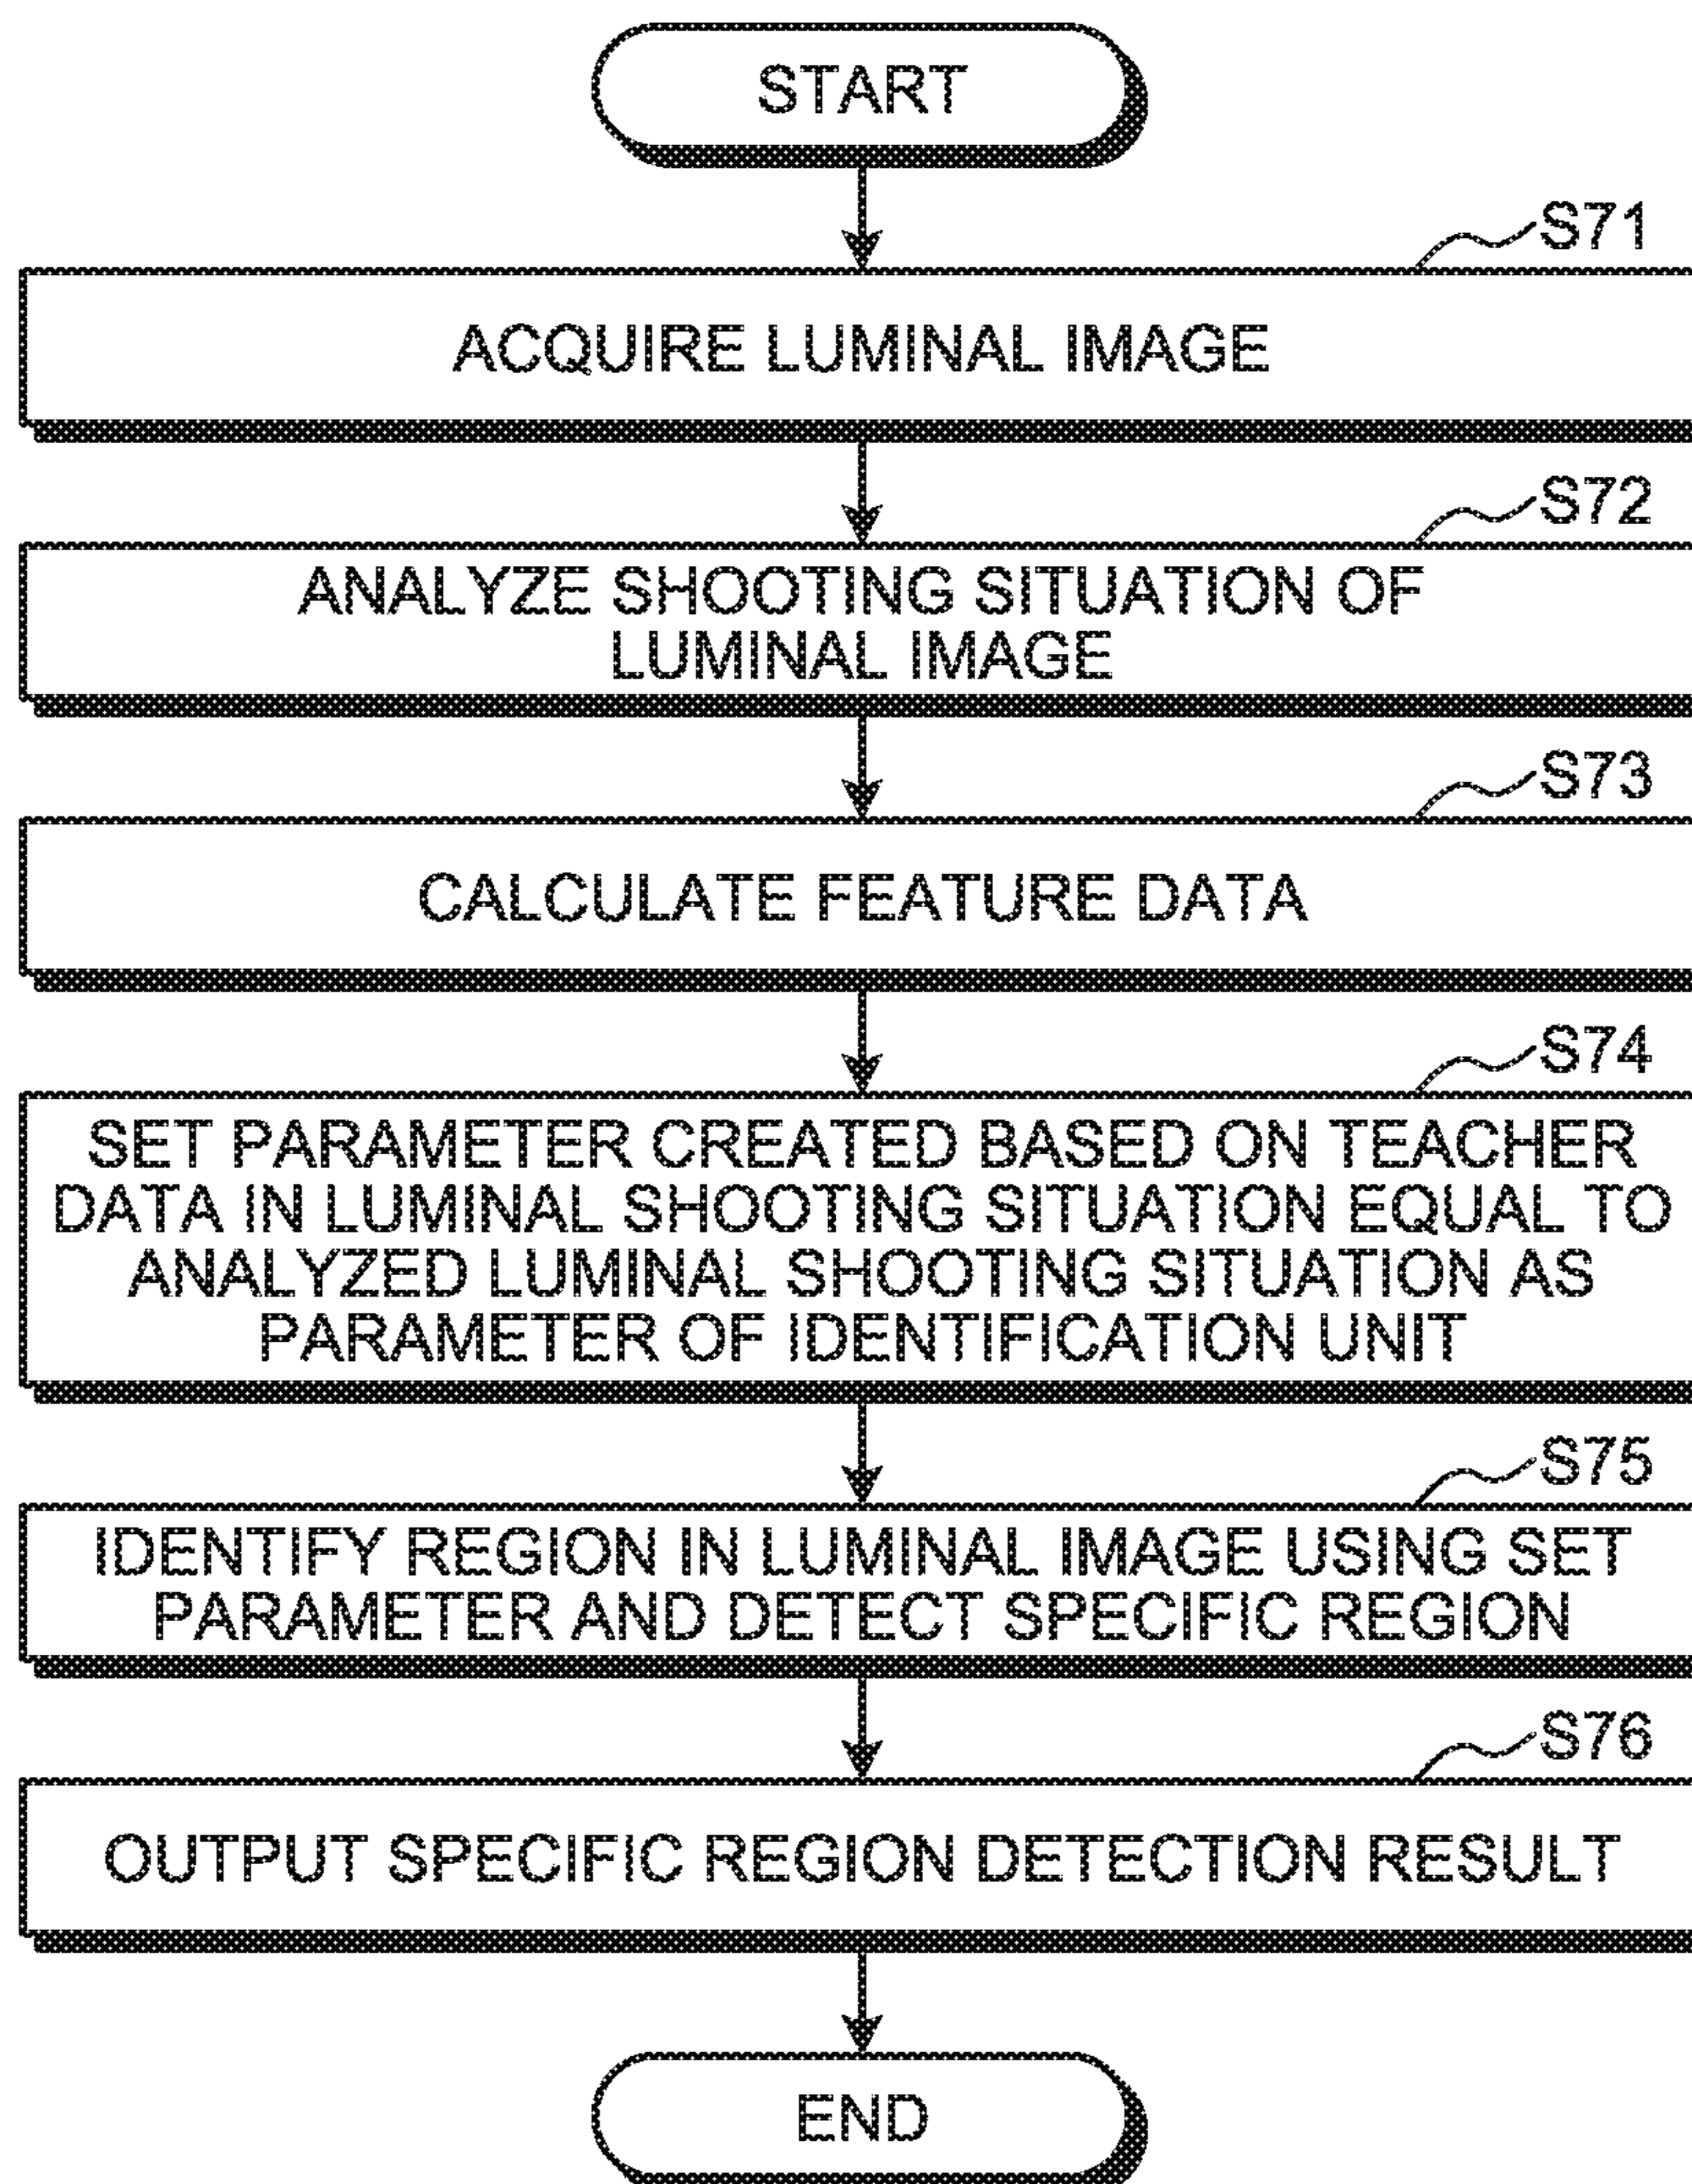 START
S71
ACQUIRE LUMINAL IMAGE
S72
ANALYZE SHOOTING SITUATION OF
LUMINAL IMAGE
S73
CALCULATE FEATURE DATA
S74
SET PARAMETER CREATED BASED ON TEACHER
DATA IN LUMINAL SHOOTING SITUATION EQUAL TO
ANALYZED LUMINAL SHOOTING SITUATION AS
PARAMETER OF IDENTIFICATION UNIT
S75
IDENTIFY REGION IN LUMINAL IMAGE USING SET
PARAMETER AND DETECT SPECIFIC REGION
S76
OUTPUT SPECIFIC REGION DETECTION RESULT
END